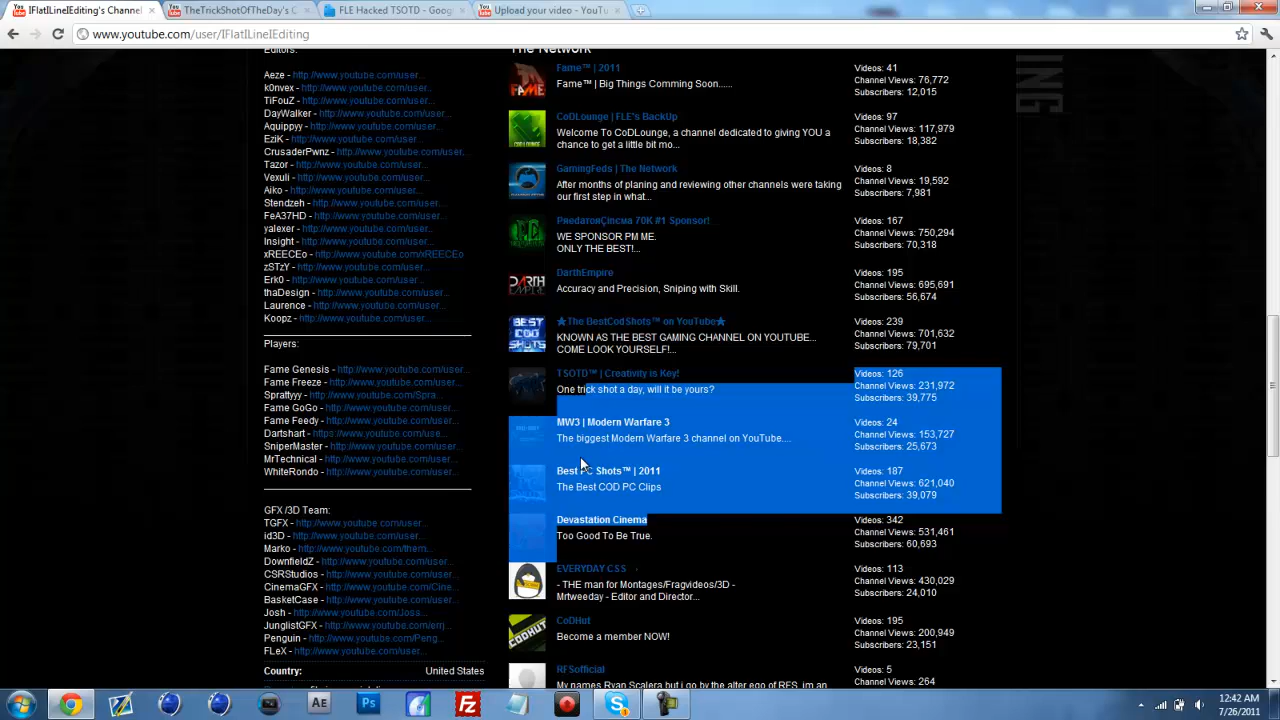 IFlatILineIEditing's Channel
TheTrickShotOfTheDay's C
FLE Hacked TSOTD - Goog
Upload your video - YouTu
www.youtube.com/user/IFlatILineIEditing
Editors:
Aeze - http://www.youtube.com/user...
k0nvex - http://www.youtube.com/user...
TiFouZ - http://www.youtube.com/user...
DayWalker - http://www.youtube.com/user...
Aquippyy - http://www.youtube.com/user...
EziK - http://www.youtube.com/user...
CrusaderPwnz - http://www.youtube.com/user...
Tazor - http://www.youtube.com/user...
Vexuli - http://www.youtube.com/user...
Aiko - http://www.youtube.com/user...
Stendzeh - http://www.youtube.com/user...
FeA37HD - http://www.youtube.com/user...
yalexer - http://www.youtube.com/user...
Insight - http://www.youtube.com/user...
xREECEo - http://www.youtube.com/xREECEo
zSTzY - http://www.youtube.com/user...
Erk0 - http://www.youtube.com/user...
thaDesign - http://www.youtube.com/user...
Laurence - http://www.youtube.com/user...
Koopz - http://www.youtube.com/user...
Players:
Fame Genesis - http://www.youtube.com/user...
Fame Freeze - http://www.youtube.com/user...
Sprattyyy - http://www.youtube.com/Spra...
Fame GoGo - http://www.youtube.com/user...
Fame Feedy - http://www.youtube.com/user...
Dartshart - https://www.youtube.com/use...
SniperMaster - http://www.youtube.com/user...
MrTechnical - http://www.youtube.com/user...
WhiteRondo - http://www.youtube.com/user...
GFX /3D Team:
TGFX - http://www.youtube.com/user...
id3D - http://www.youtube.com/user...
Marko - http://www.youtube.com/them...
DownfieldZ - http://www.youtube.com/user...
CSRStudios - http://www.youtube.com/user...
CinemaGFX - http://www.youtube.com/Cine...
BasketCase - http://www.youtube.com/user...
Josh - http://www.youtube.com/Joss...
JunglistGFX - http://www.youtube.com/emj...
Penguin - http://www.youtube.com/Peng...
FLeX - http://www.youtube.com/user...
Country: United States
The Network
FAME
Fame™ | 2011
Fame™ | Big Things Comming Soon......
Videos: 41
Channel Views: 76,772
Subscribers: 12,015
CoDLounge | FLE's BackUp
Welcome To CoDLounge, a channel dedicated to giving YOU a
chance to get a little bit mo...
Videos: 97
Channel Views: 117,979
Subscribers: 18,382
GamingFeds | The Network
After months of planing and reviewing other channels were taking
our first step in what...
Videos: 8
Channel Views: 19,592
Subscribers: 7,981
PяedaтояÇinємa 70K #1 Sponsor!
WE SPONSOR PM ME.
ONLY THE BEST!...
Videos: 167
Channel Views: 750,294
Subscribers: 70,318
DARTH
DarthEmpire
Accuracy and Precision, Sniping with Skill.
Videos: 195
Channel Views: 695,691
Subscribers: 56,674
BEST
COD
SHOTS
★The BestCodShots™ on YouTube★
KNOWN AS THE BEST GAMING CHANNEL ON YOUTUBE...
COME LOOK YOURSELF!...
Videos: 239
Channel Views: 701,632
Subscribers: 79,701
TSOTD™ | Creativity is Key!
One trick shot a day, will it be yours?
Videos: 126
Channel Views: 231,972
Subscribers: 39,775
MW3 | Modern Warfare 3
The biggest Modern Warfare 3 channel on YouTube....
Videos: 24
Channel Views: 153,727
Subscribers: 25,673
Best PC Shots™ | 2011
The Best COD PC Clips
Videos: 187
Channel Views: 621,040
Subscribers: 39,079
Devastation Cinema
Too Good To Be True.
Videos: 342
Channel Views: 531,461
Subscribers: 60,693
EVERYDAY CSS
- THE man for Montages/Fragvideos/3D -
Mrtweeday - Editor and Director...
Videos: 113
Channel Views: 430,029
Subscribers: 24,010
CODHUT
CoDHut
Become a member NOW!
Videos: 195
Channel Views: 200,949
Subscribers: 23,151
RFSofficial
My names Ryan Scalera but i go by the alter ego of RFS. im an
Videos: 5
Channel Views: 264
ING
Ae
Ps
Fz
12:42 AM
7/26/2011